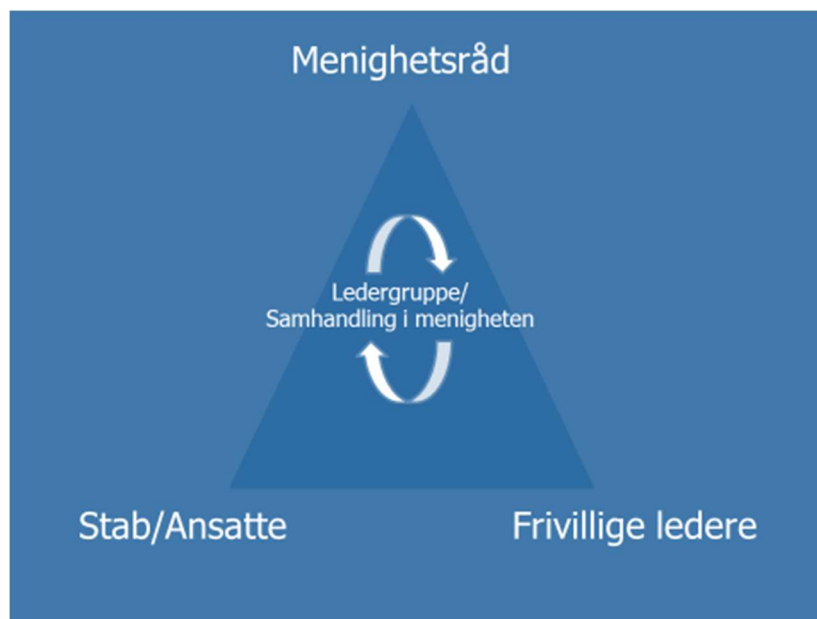 Menighetsråd
Ledergruppe/
Samhandling i menigheten
Stab/Ansatte
Frivillige ledere